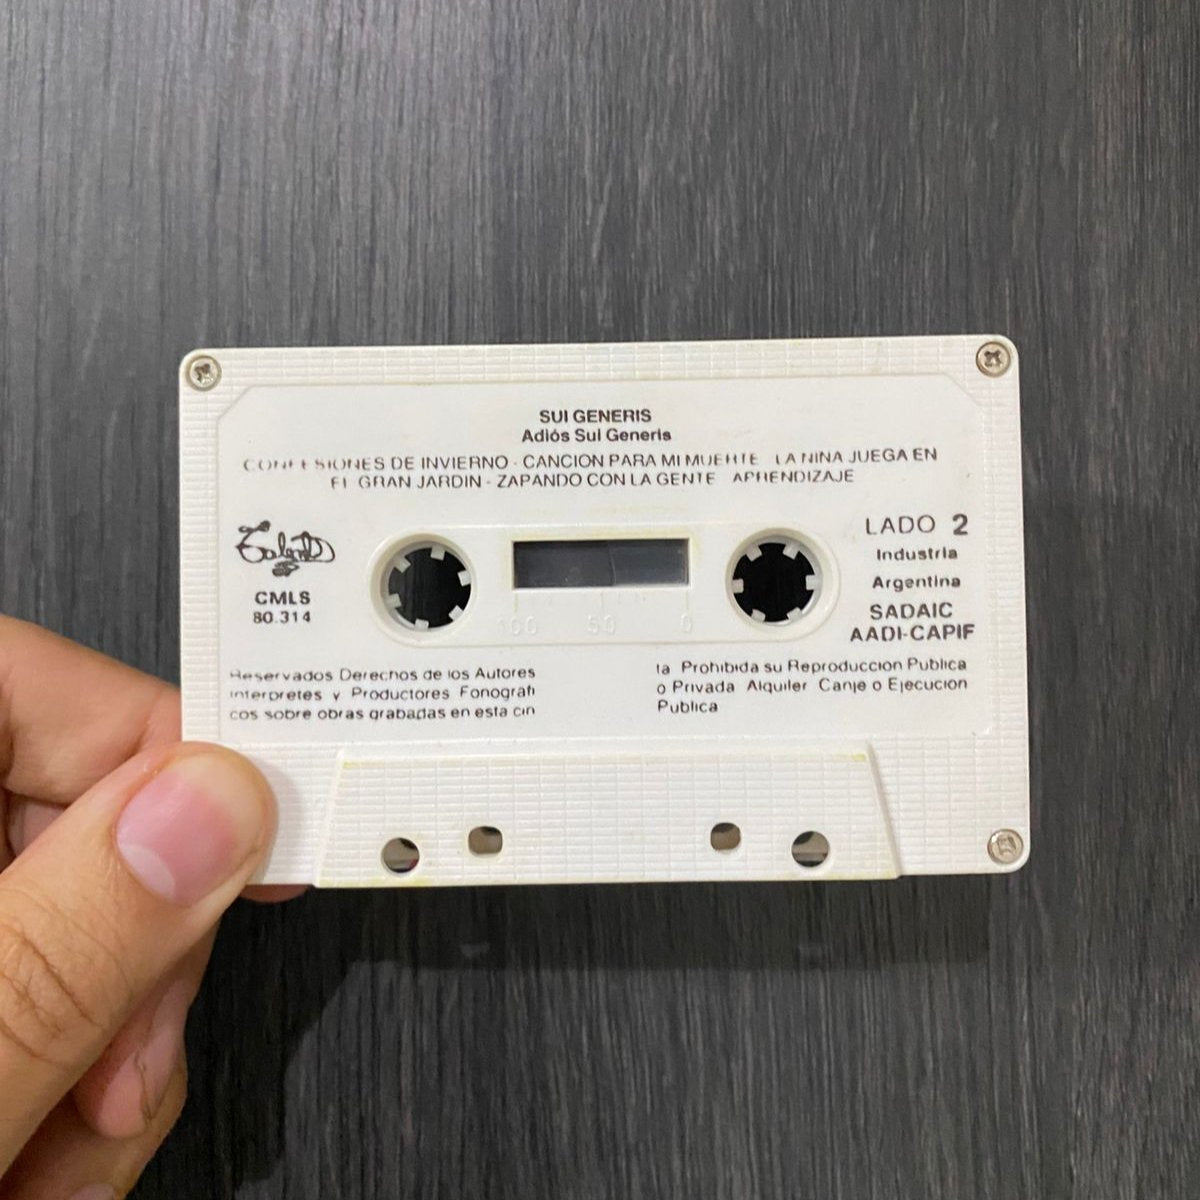 SUI GENERIS
Adiós Sui Generis
CONFESIONES DE INVIERNO - CANCION PARA MI MUERTE LA NINA JUEGA EN
EL GRAN JARDIN - ZAPANDO CON LA GENTE APRENDIZAJE
Talent
CMLS
80.314
LADO 2
Industria
Argentina
SADAIC
AADI-CAPIF
100 50 0
Reservados Derechos de los Autores
Interpretes y Productores Fonografi
cos sobre obras grabadas en esta cin
ta Prohibida su Reproduccion Publica
o Privada Alquiler Canje o Ejecucion
Publica